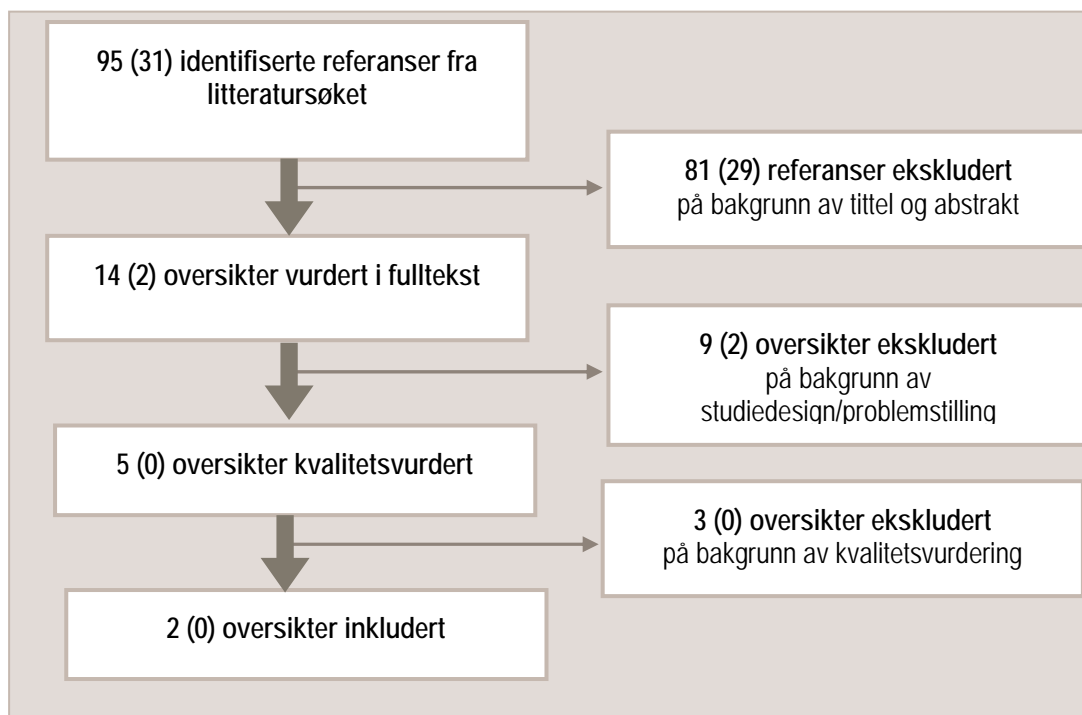 95 (31) identifiserte referanser fra
litteratursøket
81 (29) referanser ekskludert
på bakgrunn av tittel og abstrakt
14 (2) oversikter vurdert i fulltekst
9 (2) oversikter ekskludert
på bakgrunn av
studiedesign/problemstilling
5 (0) oversikter kvalitetsvurdert
3 (0) oversikter ekskludert
på bakgrunn av kvalitetsvurdering
2 (0) oversikter inkludert